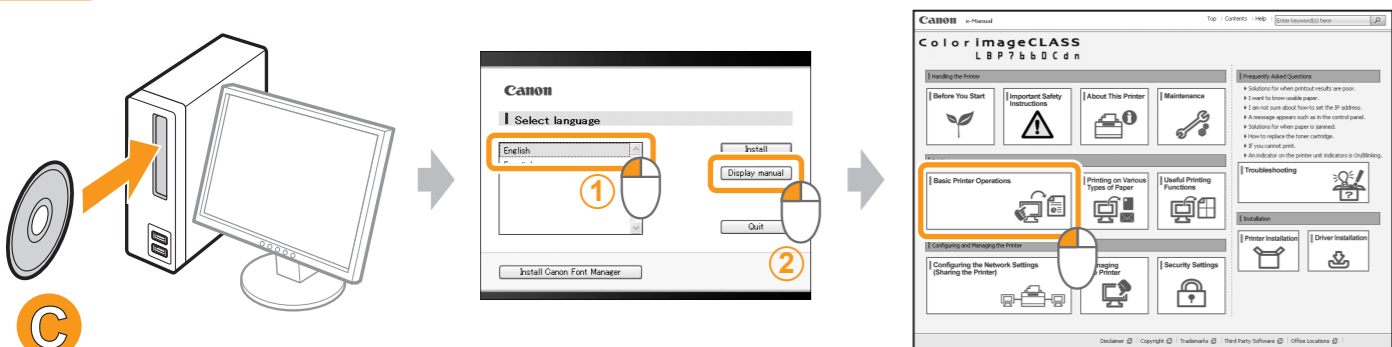 C
Canon
Select language
English
Install
Display manual
Quit
Install Canon Font Manager
1
2
Canon e-Manual
Top Contents Help Enter keyword(s) here
Color imageCLASS
LBP7660Cdn
Handling the Printer
Before You Start
Important Safety
Instructions
About This Printer
Maintenance
Basic Printer Operations
Printing on Various
Types of Paper
Useful Printing
Functions
Configuring and Managing the Printer
Configuring the Network Settings
(Sharing the Printer)
Security Settings
Frequently Asked Questions
Solutions for when printout results are poor.
I want to know usable paper.
I am not sure about how to set the IP address.
A message appears such as in the control panel.
Solutions for when paper is jammed.
How to replace the toner cartridge.
If you cannot print.
An indicator on the printer unit indicators is On/Blinking.
Troubleshooting
Installation
Printer Installation
Driver Installation
Disclaimer Copyright Trademarks Third Party Software Office Locations